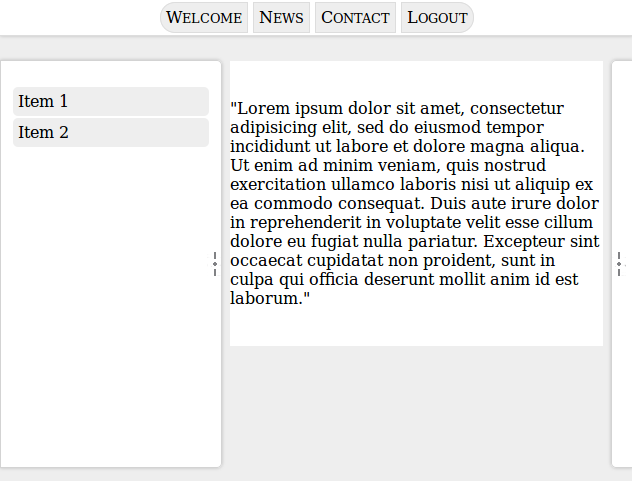 Welcome News Contact Logout
Item 1
Item 2
"Lorem ipsum dolor sit amet, consectetur
adipisicing elit, sed do eiusmod tempor
incididunt ut labore et dolore magna aliqua.
Ut enim ad minim veniam, quis nostrud
exercitation ullamco laboris nisi ut aliquip ex
ea commodo consequat. Duis aute irure dolor
in reprehenderit in voluptate velit esse cillum
dolore eu fugiat nulla pariatur. Excepteur sint
occaecat cupidatat non proident, sunt in
culpa qui officia deserunt mollit anim id est
laborum."